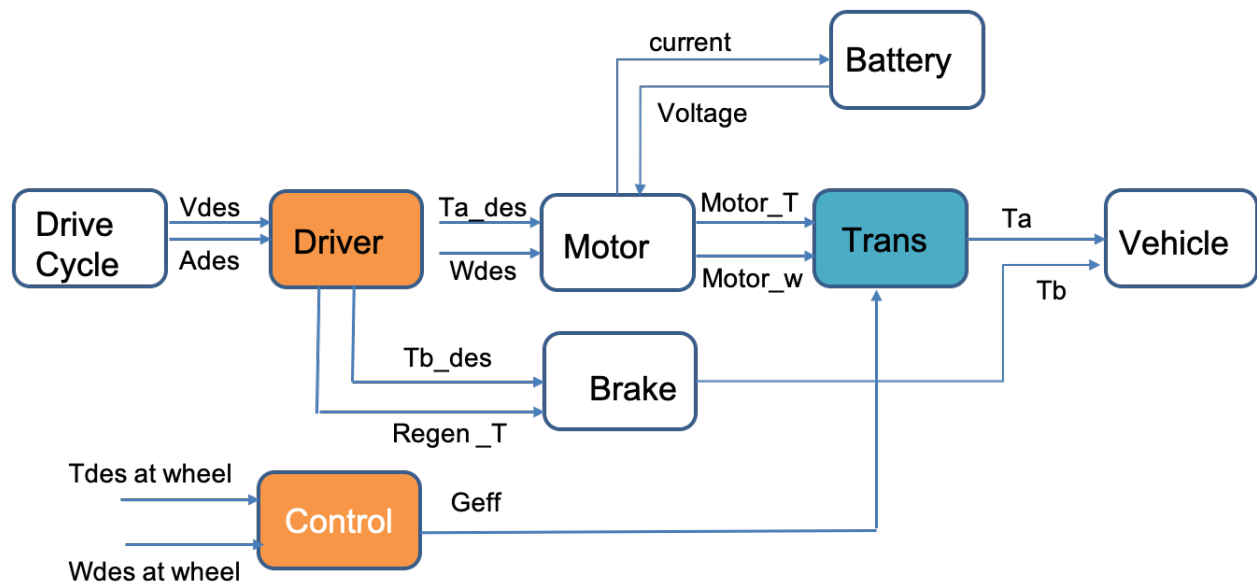 current
Battery
Voltage
Drive
Cycle
Vdes
Ades
Driver
Ta_des
Wdes
Motor
Motor_T
Motor_w
Trans
Ta
Vehicle
Tb
Tb_des
Brake
Regen _T
Tdes at wheel
Control
Geff
Wdes at wheel